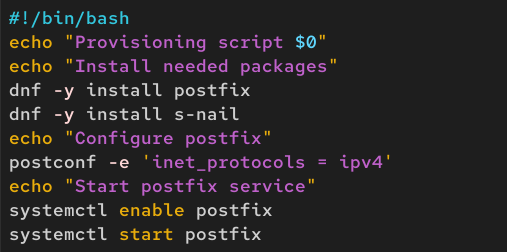 #!/bin/bash
echo "Provisioning script $0"
echo "Install needed packages"
dnf -y install postfix
dnf -y install s-nail
echo "Configure postfix"
postconf -e 'inet_protocols = ipv4'
echo "Start postfix service"
systemctl enable postfix
systemctl start postfix